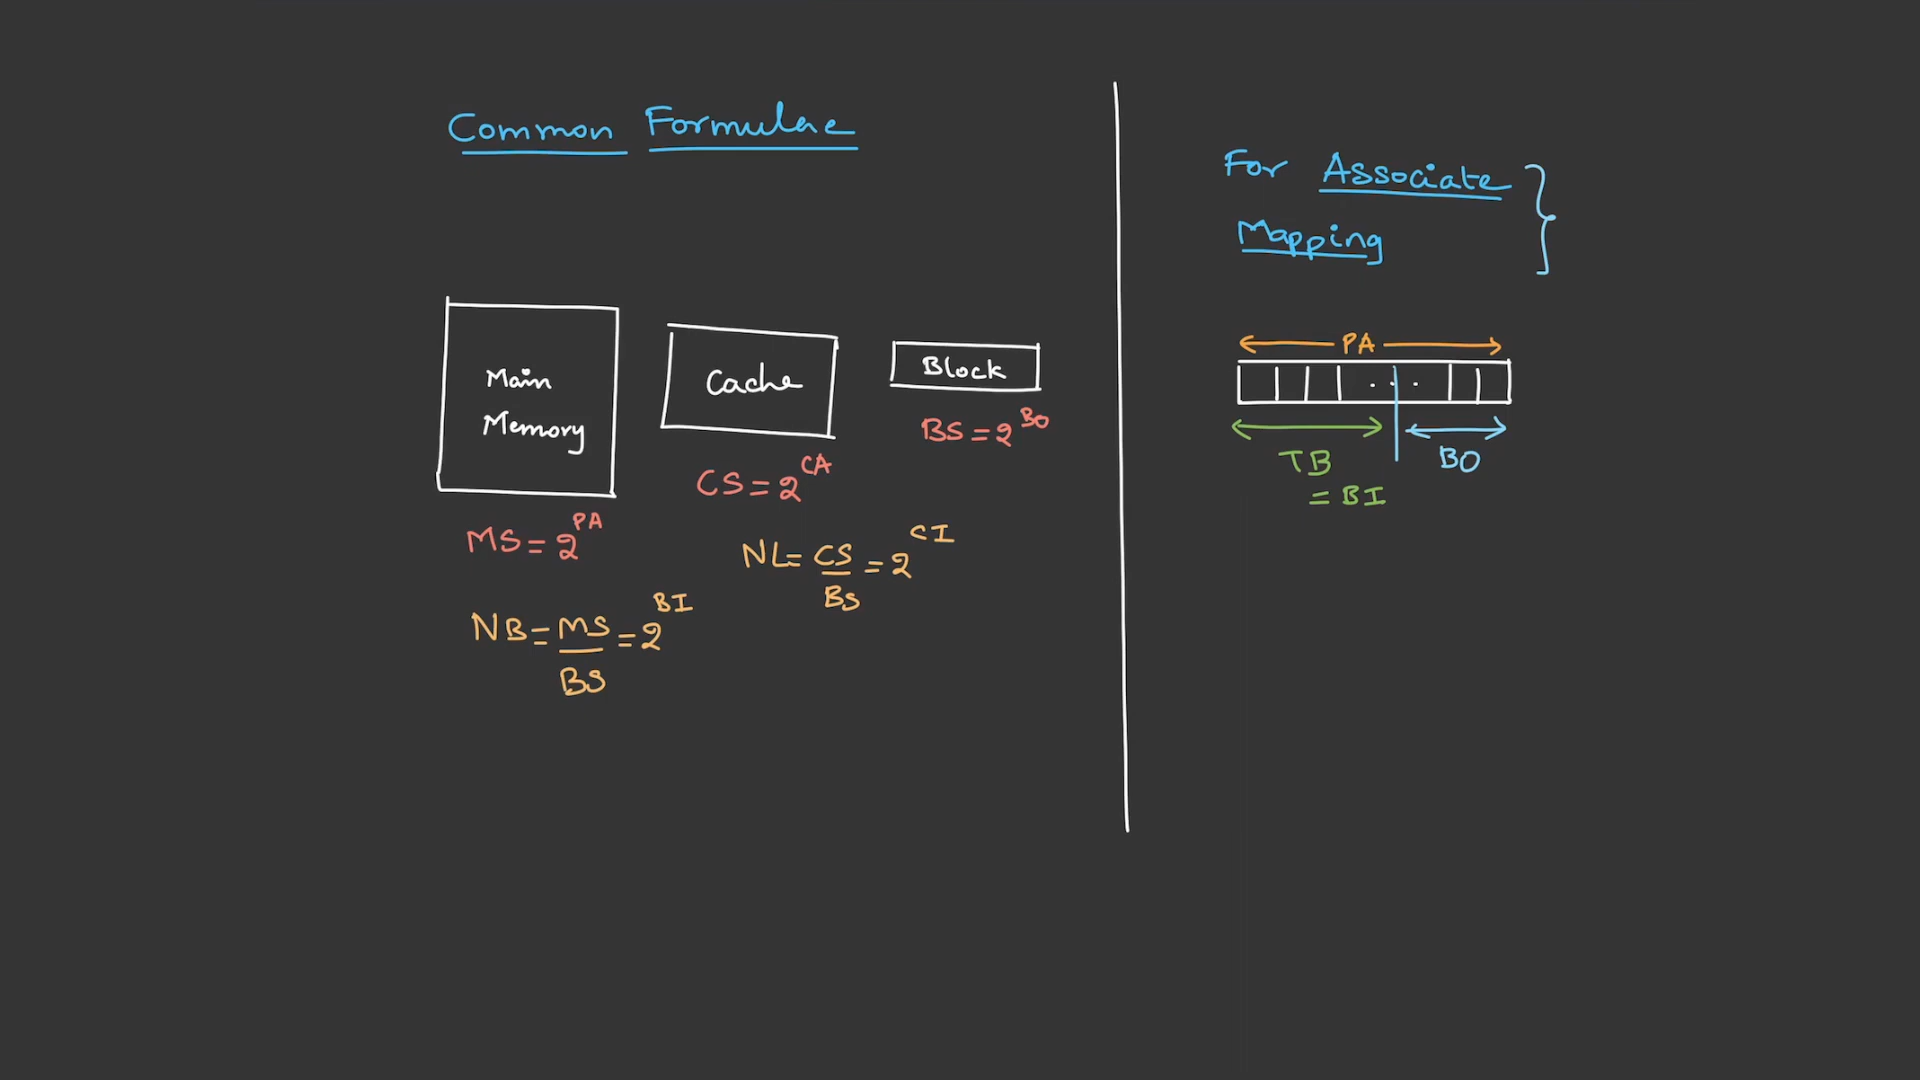 Common Formulae
Main
Memory
Cache
Block
BS = 2^BO
CS = 2^CA
MS = 2^PA
NL = CS/BS = 2^CI
NB = MS/BS = 2^BI
For Associate
Mapping
PA
TB
BO
= BI